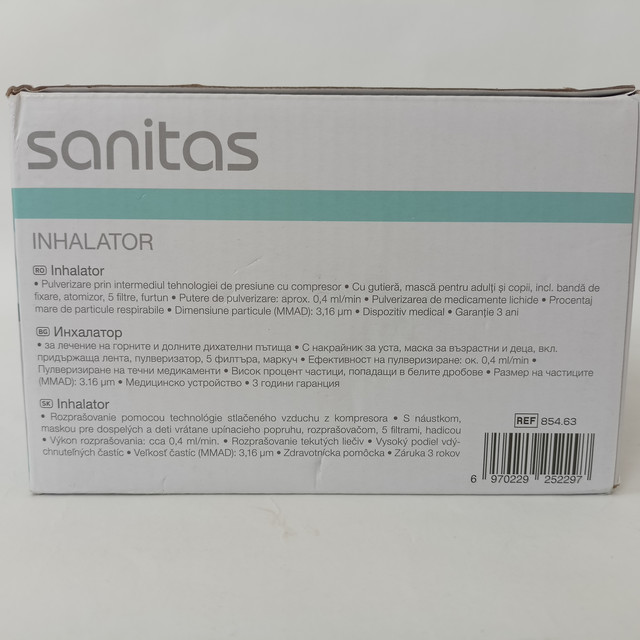 sanitas
INHALATOR
RO Inhalator
• Pulverizare prin intermediul tehnologiei de presiune cu compresor • Cu gutieră, mască pentru adulți și copii, incl. bandă de
fixare, atomizor, 5 filtre, furtun • Putere de pulverizare: aprox. 0,4 ml/min • Pulverizarea de medicamente lichide • Procentaj
mare de particule respirabile • Dimensiune particule (MMAD): 3,16 µm • Dispozitiv medical • Garanție 3 ani
BG Инхалатор
• за лечение на горните и долните дихателни пътища • С накрайник за уста, маска за възрастни и деца, вкл.
придържаща лента, пулверизатор, 5 филтъра, маркуч • Ефективност на пулверизиране: ок. 0,4 ml/min •
Пулверизиране на течни медикаменти • Висок процент частици, попадащи в белите дробове • Размер на частиците
(MMAD): 3.16 µm • Медицинско устройство • 3 години гаранция
SK Inhalator
• Rozprašovanie pomocou technológie stlačeného vzduchu z kompresora • S náustkom,
maskou pre dospelých a deti vrátane upínacieho popruhu, rozprašovačom, 5 filtrami, hadicou
• Výkon rozprašovania: cca 0,4 ml/min. • Rozprašovanie tekutých liečiv • Vysoký podiel vdý-
chnuteľných častíc • Veľkosť častíc (MMAD): 3,16 µm • Zdravotnícka pomôcka • Záruka 3 rokov
REF 854.63
6 970229 252297